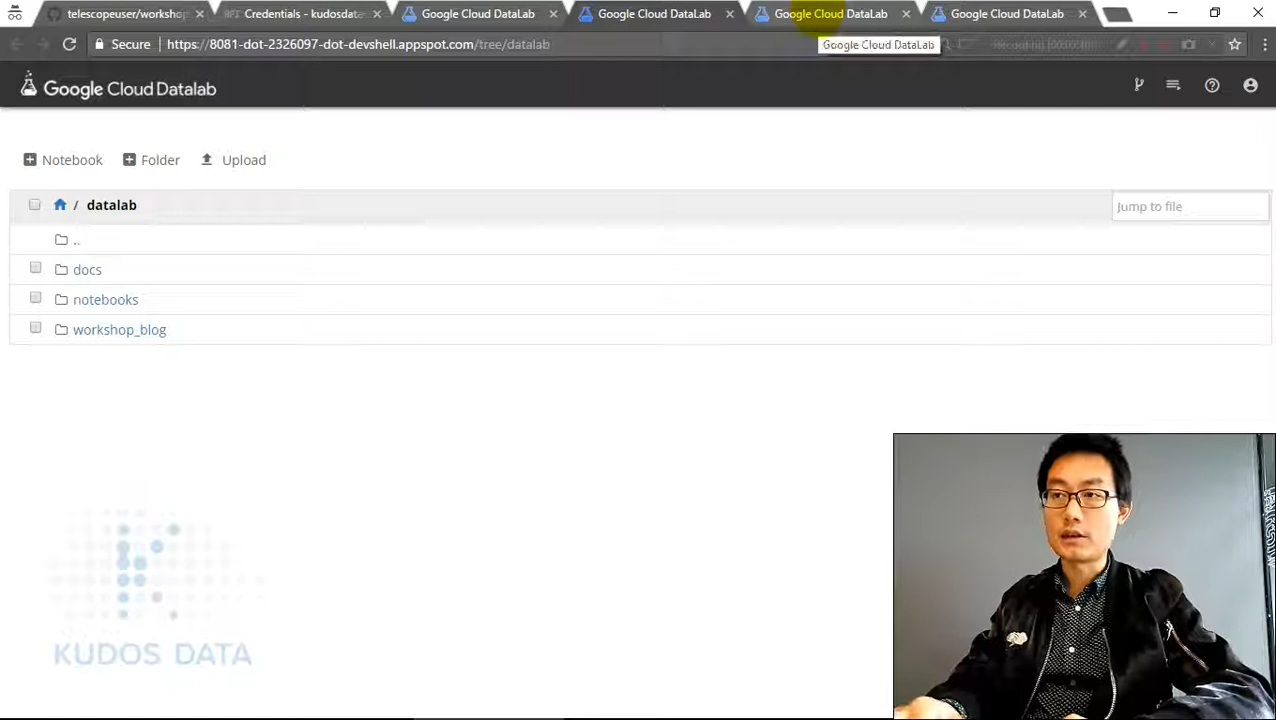 telescopeuser/workshop
Credentials - kudosdata
Google Cloud DataLab
Google Cloud DataLab
Google Cloud DataLab
Google Cloud DataLab
Secure
https://8081-dot-2326097-dot-devshell.appspot.com/tree/datalab
Google Cloud DataLab
Google Cloud Datalab
Notebook
Folder
Upload
/ datalab
Jump to file
..
docs
notebooks
workshop_blog
KUDOS DATA